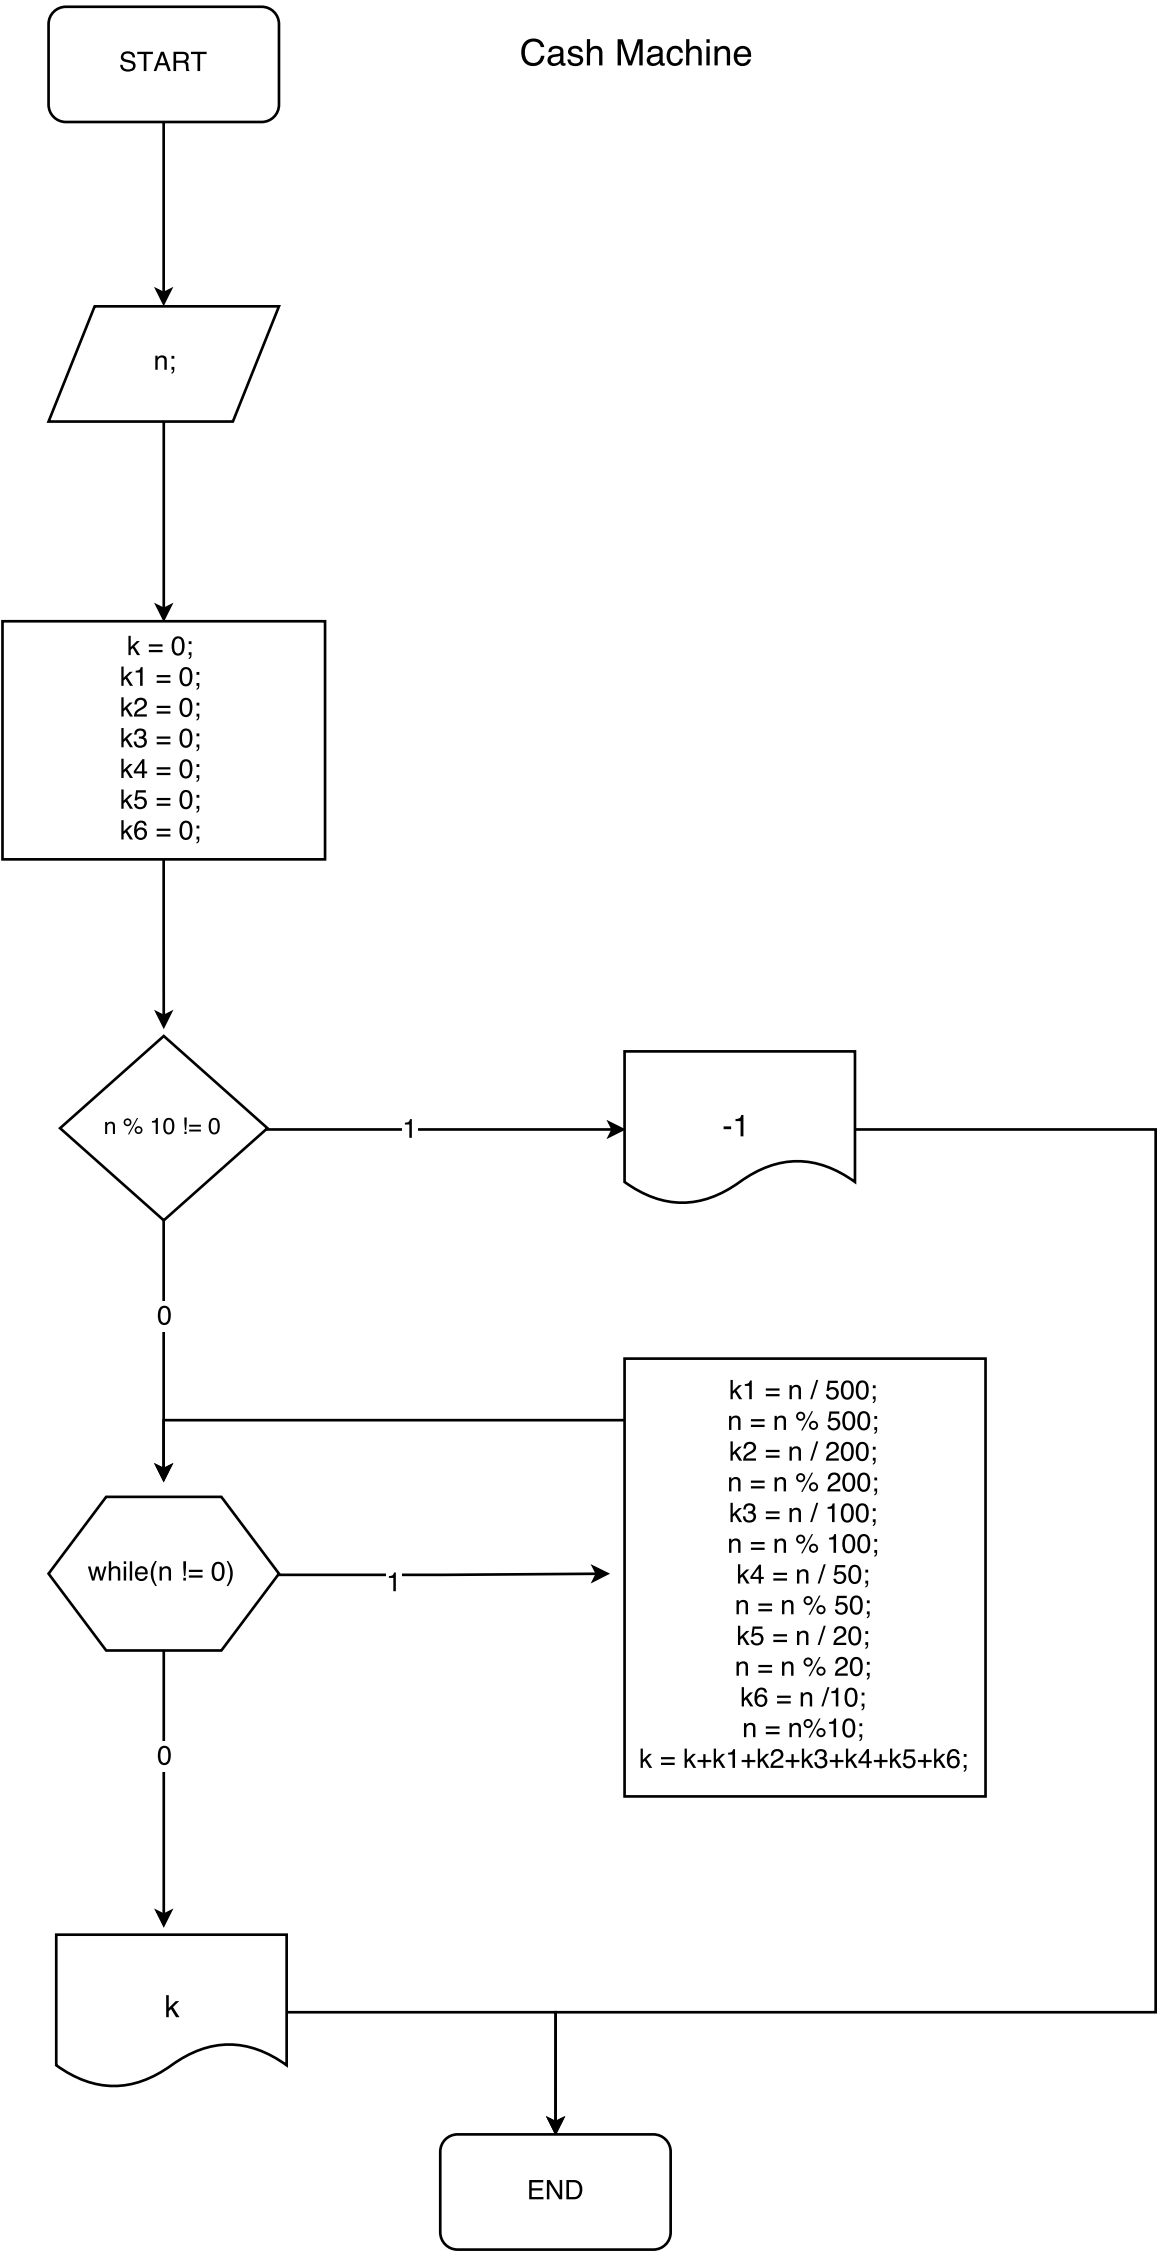 Cash Machine
START
n;
k = 0;
k1 = 0;
k2 = 0;
k3 = 0;
k4 = 0;
k5 = 0;
k6 = 0;
n % 10 != 0
1
-1
0
k1 = n / 500;
n = n % 500;
k2 = n / 200;
n = n % 200;
k3 = n / 100;
n = n % 100;
k4 = n / 50;
n = n % 50;
k5 = n / 20;
n = n % 20;
k6 = n /10;
n = n%10;
k = k+k1+k2+k3+k4+k5+k6;
while(n != 0)
1
0
k
END